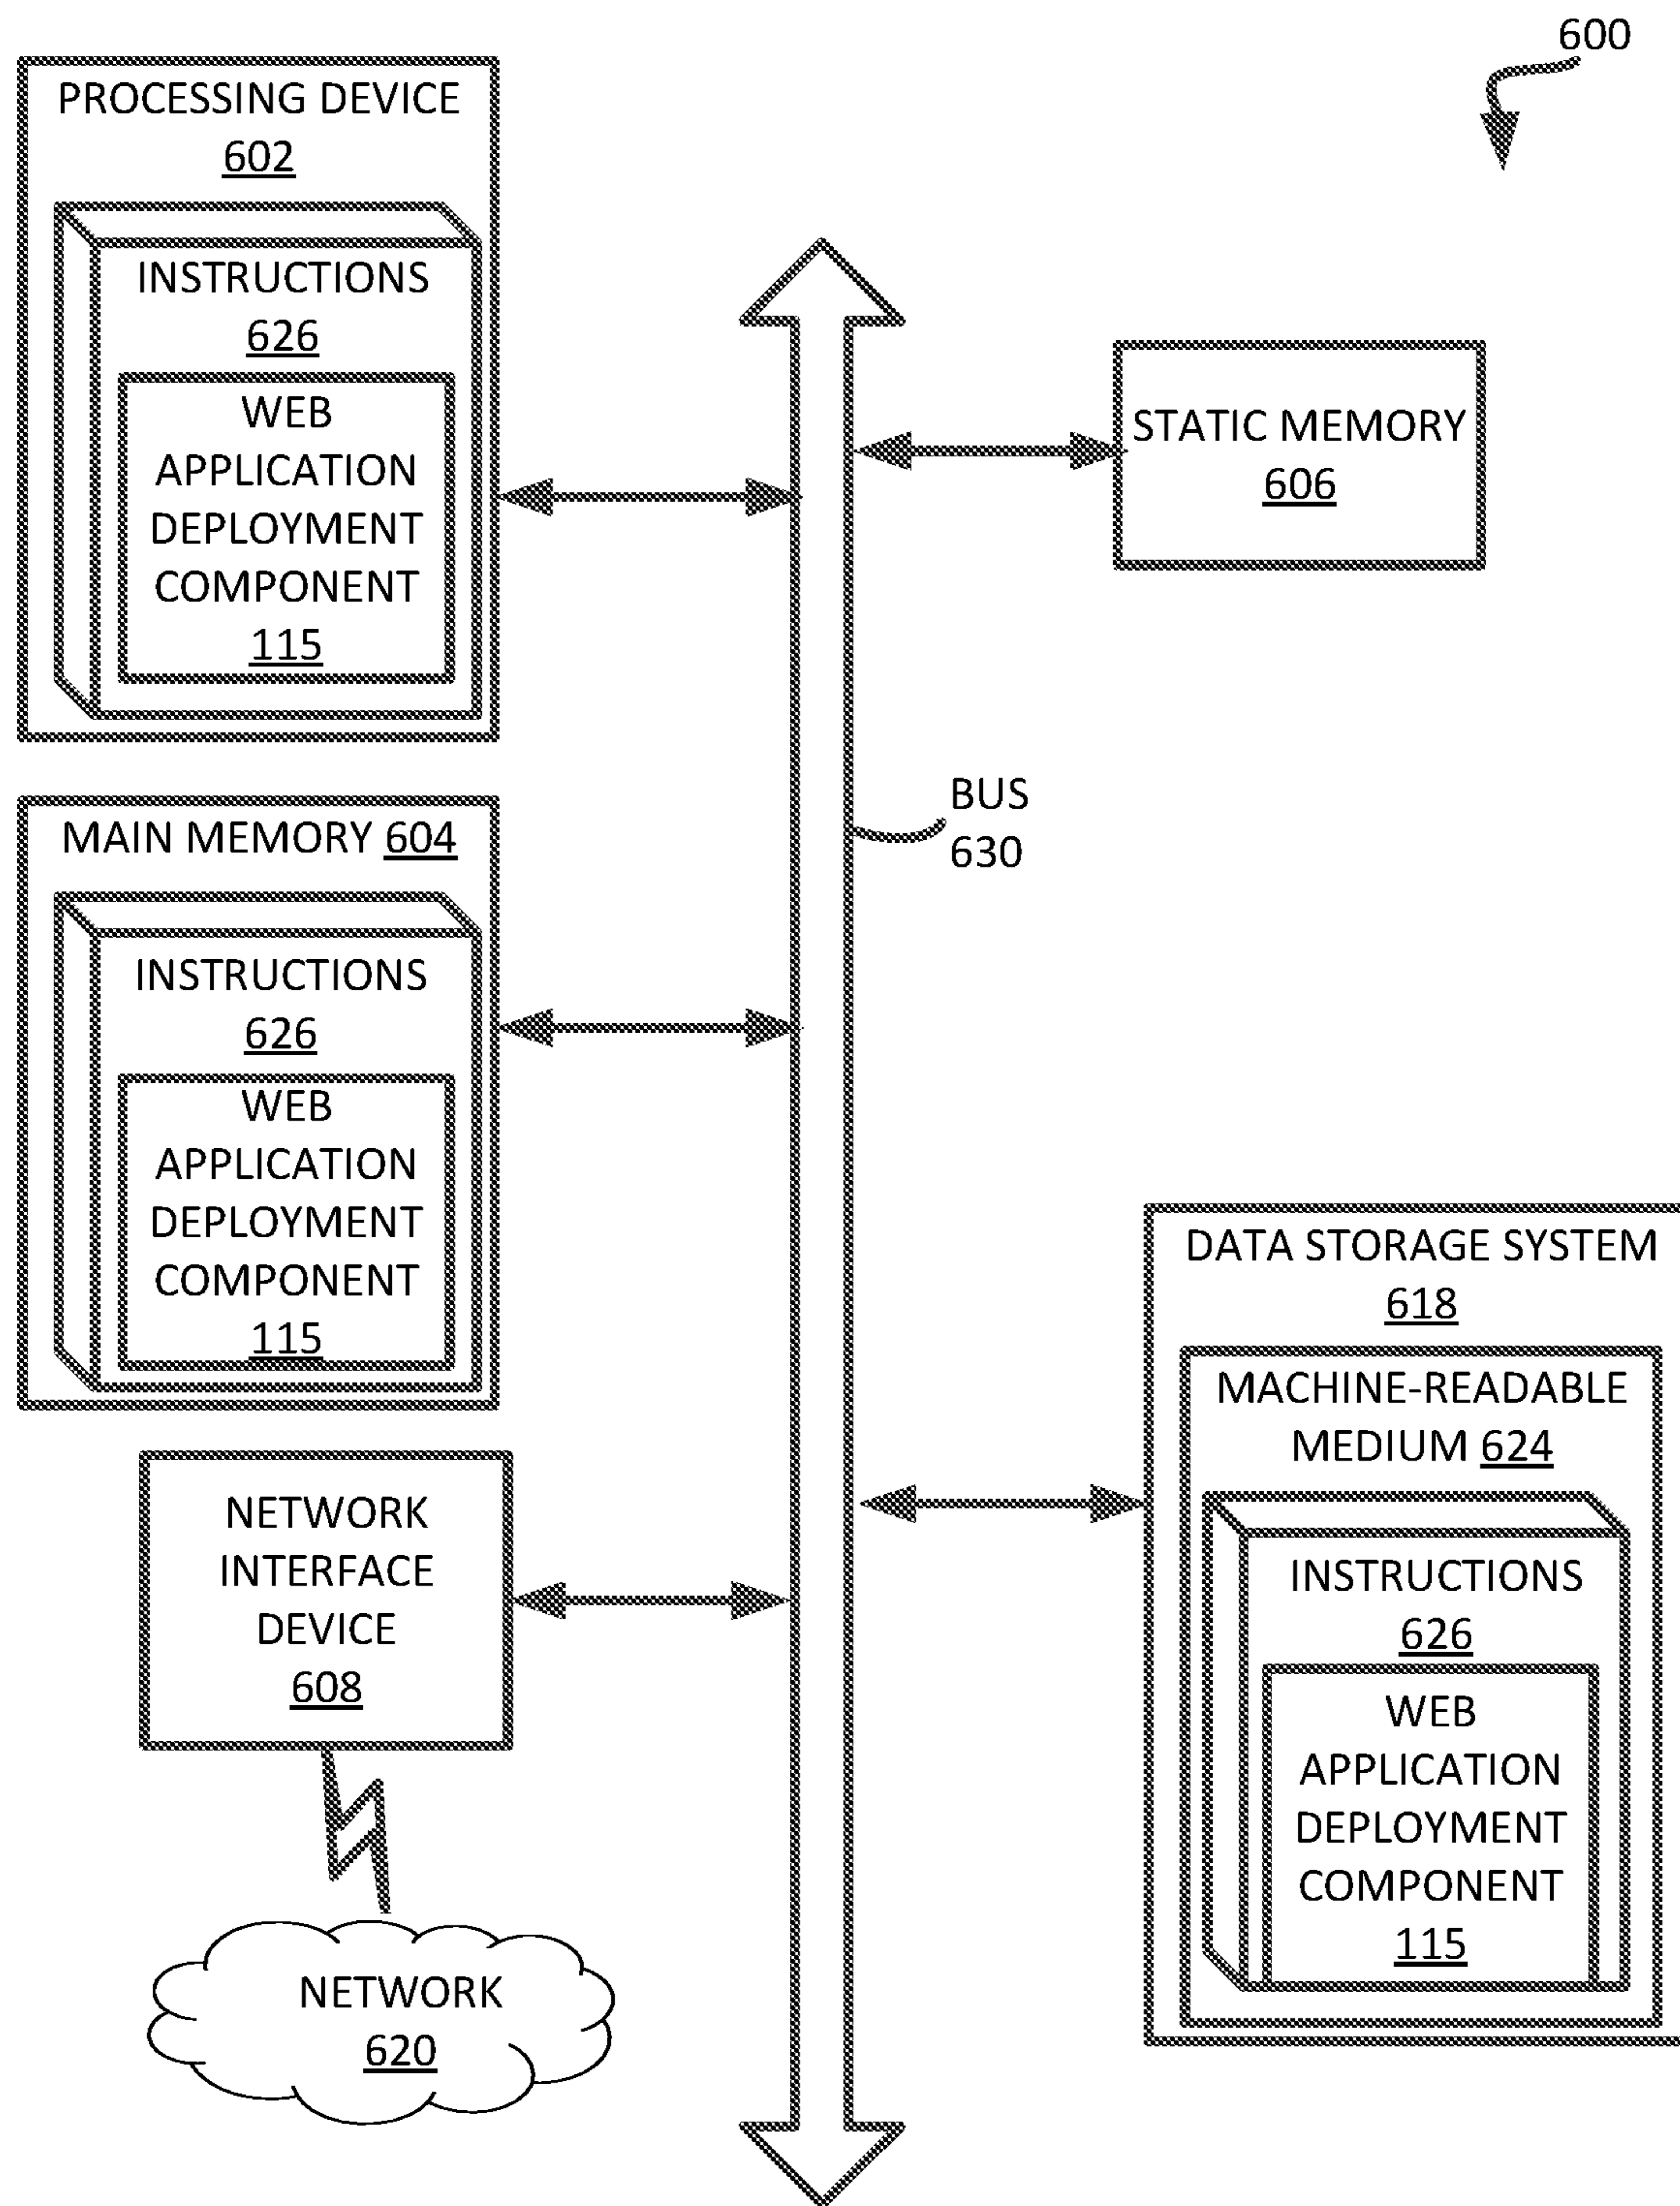 600
PROCESSING DEVICE
602
INSTRUCTIONS
626
WEB
APPLICATION
DEPLOYMENT
COMPONENT
115
STATIC MEMORY
606
BUS
630
MAIN MEMORY 604
INSTRUCTIONS
626
WEB
APPLICATION
DEPLOYMENT
COMPONENT
115
DATA STORAGE SYSTEM
618
MACHINE-READABLE
MEDIUM 624
INSTRUCTIONS
626
WEB
APPLICATION
DEPLOYMENT
COMPONENT
115
NETWORK
INTERFACE
DEVICE
608
NETWORK
620